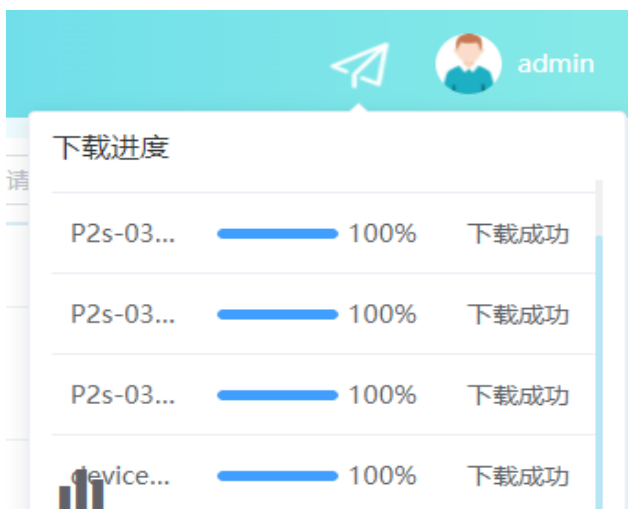 admin
下载进度
请
P2s-03... 100% 下载成功
P2s-03... 100% 下载成功
P2s-03... 100% 下载成功
device... 100% 下载成功